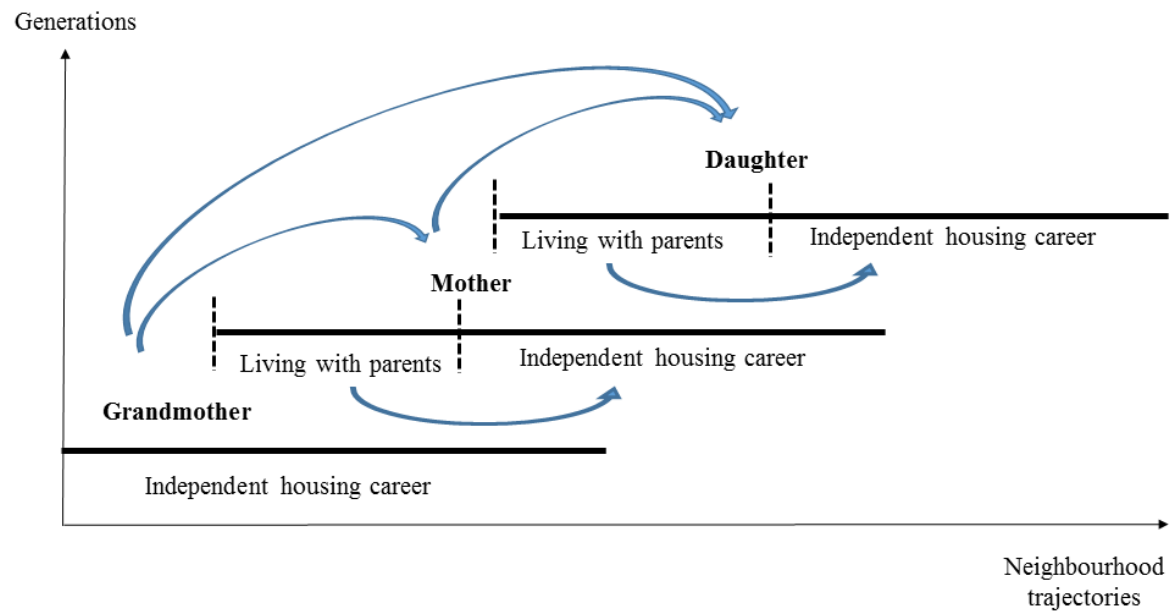 Generations
Daughter
Living with parents
Independent housing career
Mother
Living with parents
Independent housing career
Grandmother
Independent housing career
Neighbourhood
trajectories